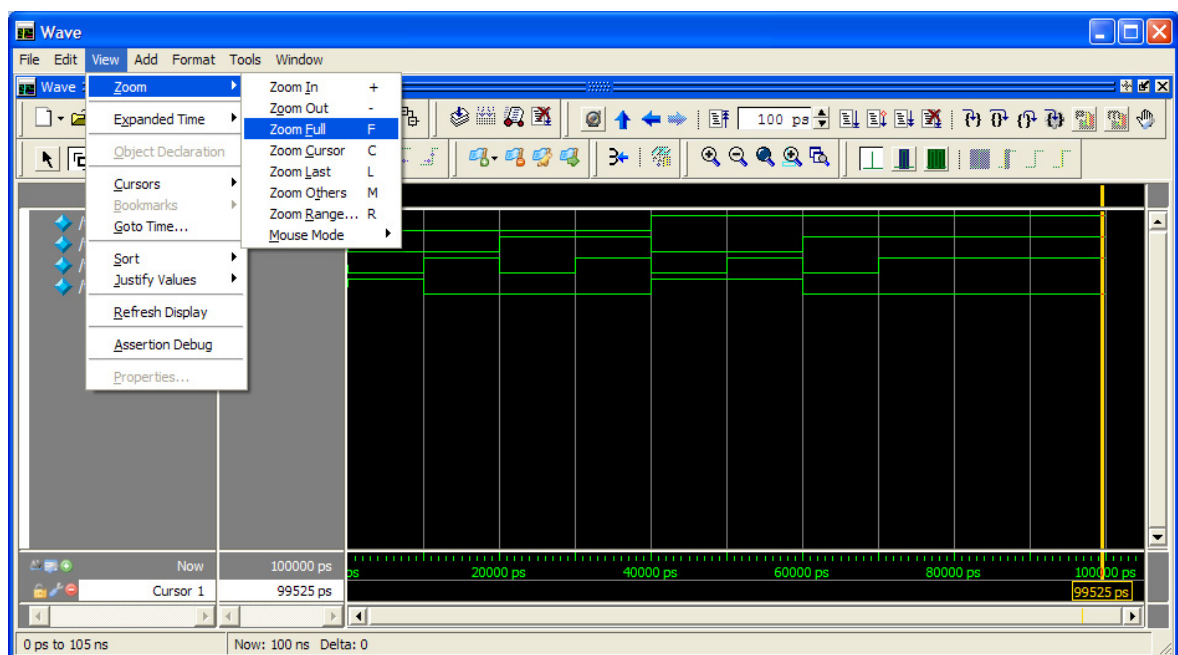 Wave
File Edit View Add Format Tools Window
Wave
Zoom
Expanded Time
Object Declaration
Cursors
Bookmarks
Goto Time...
Sort
Justify Values
Refresh Display
Assertion Debug
Properties...
Zoom In +
Zoom Out -
Zoom Full F
Zoom Cursor C
Zoom Last L
Zoom Others M
Zoom Range... R
Mouse Mode
100 ps
Now 100000 ps
ps 20000 ps 40000 ps 60000 ps 80000 ps 100000 ps
Cursor 1 99525 ps 99525 ps
0 ps to 105 ns Now: 100 ns Delta: 0